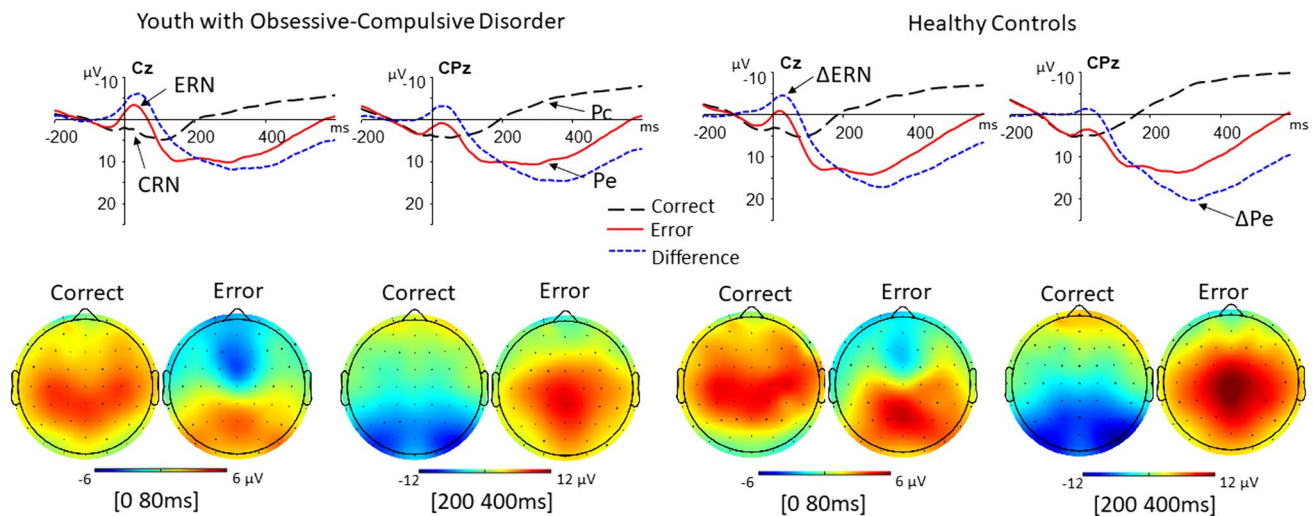 Youth with Obsessive-Compulsive Disorder
Healthy Controls
µV -10 Cz ERN
-200 200 400 ms
10
20
CRN
µV -10 CPz
Pc
-200 200 400 ms
10
20
Pe
µV -10 Cz ΔERN
-200 200 400 ms
10
20
µV -10 CPz
-200 200 400 ms
10
20
ΔPe
Correct
Error
Difference
Correct Error Correct Error Correct Error Correct Error
-6 6 µV -12 12 µV -6 6 µV -12 12 µV
[0 80ms] [200 400ms] [0 80ms] [200 400ms]